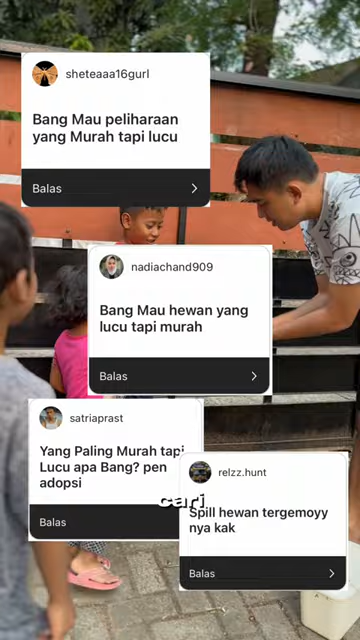 sheteaaa16gurl
Bang Mau peliharaan
yang Murah tapi lucu
Balas
nadiachand909
Bang Mau hewan yang
lucu tapi murah
Balas
satriaprast
Yang Paling Murah tapi
Lucu apa Bang? pen
adopsi
Balas
cari
relzz.hunt
Spill hewan tergemoyy
nya kak
Balas